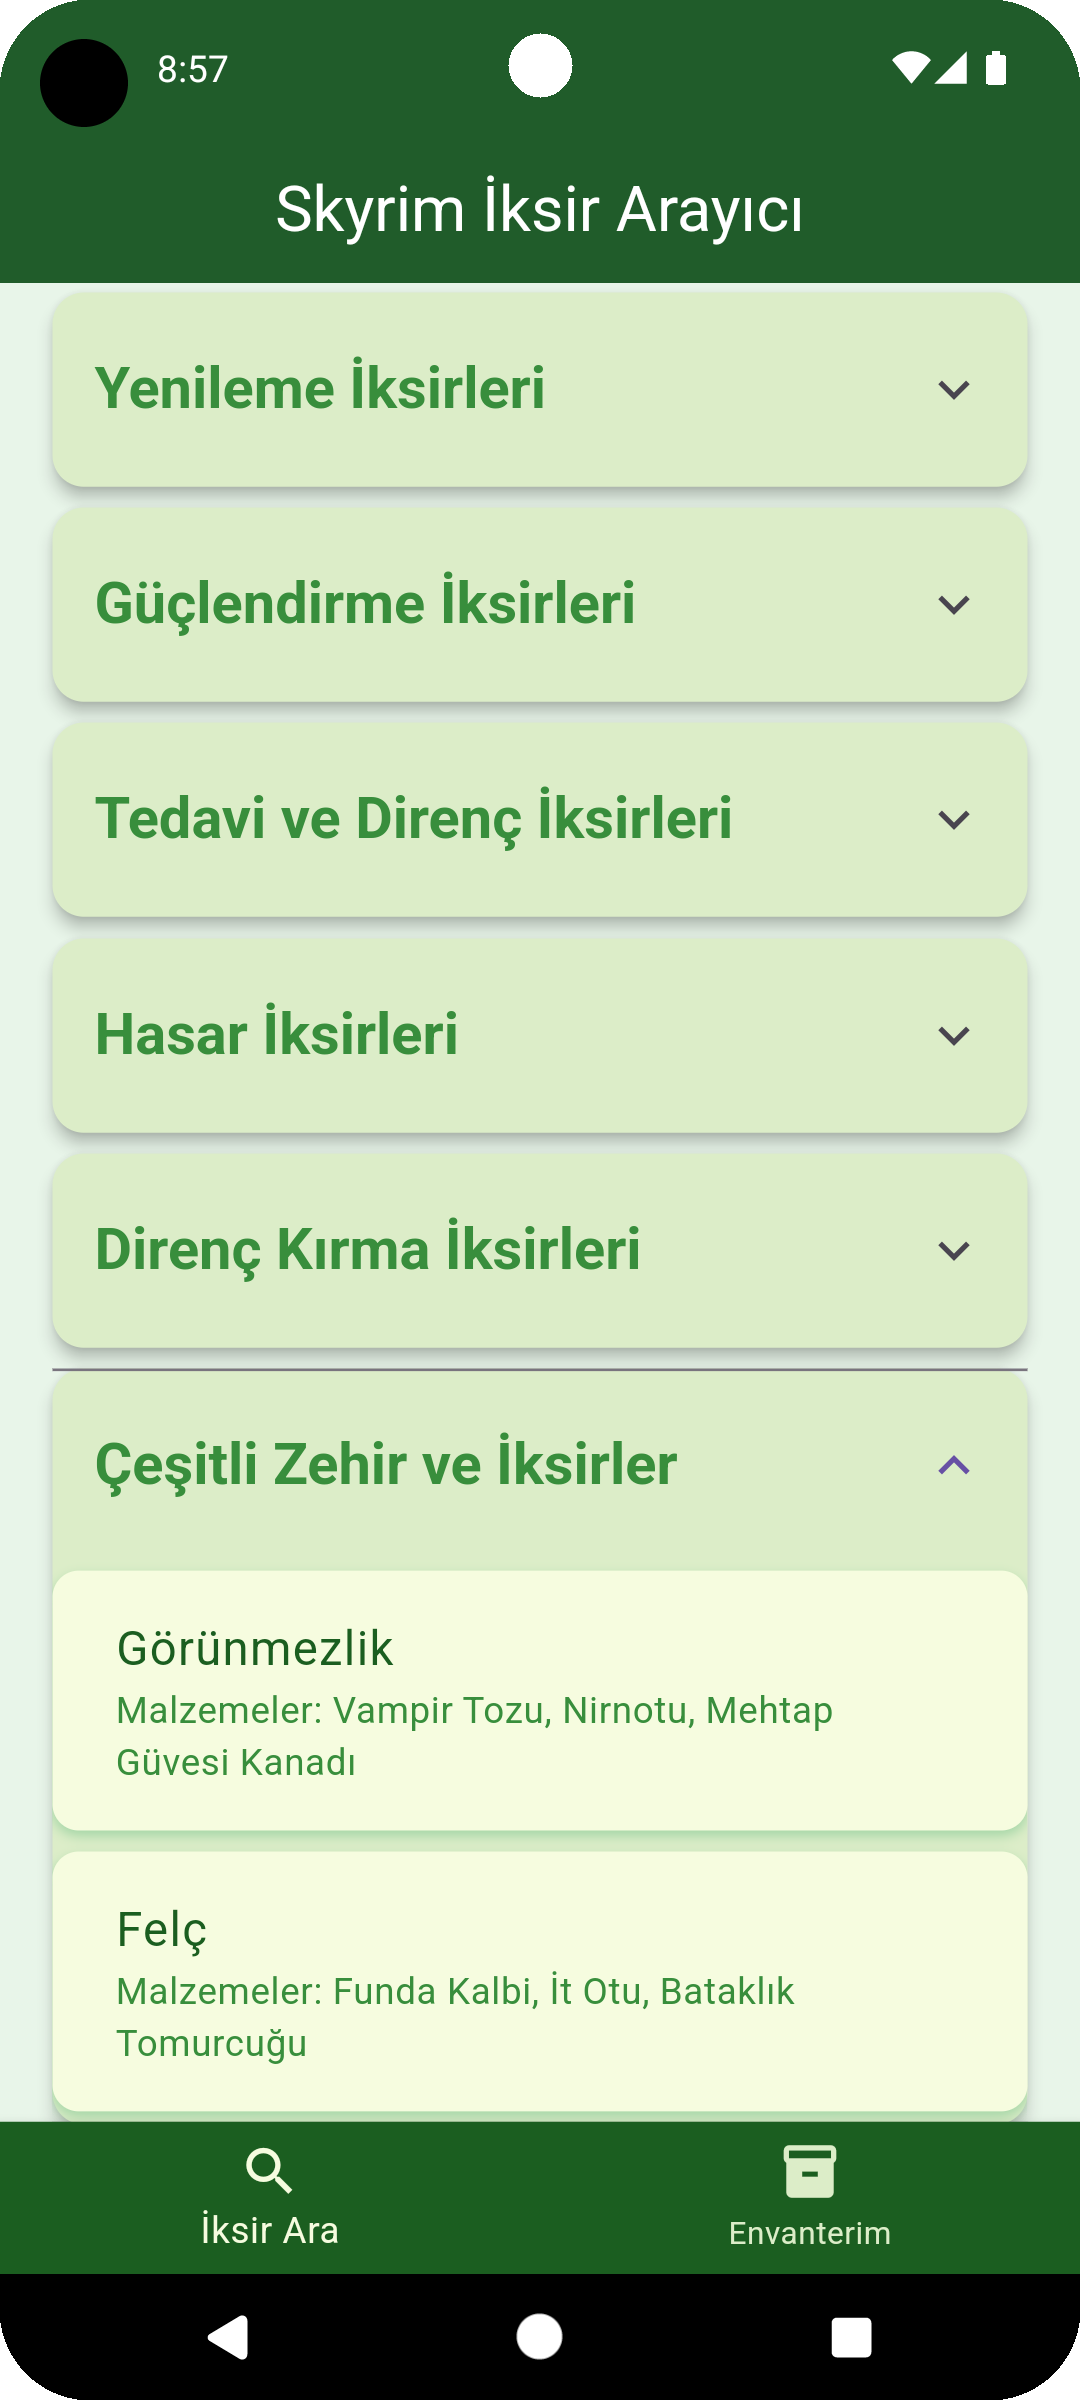 8:57
Skyrim İksir Arayıcı
Yenileme İksirleri
Güçlendirme İksirleri
Tedavi ve Direnç İksirleri
Hasar İksirleri
Direnç Kırma İksirleri
Çeşitli Zehir ve İksirler
Görünmezlik
Malzemeler: Vampir Tozu, Nirnotu, Mehtap
Güvesi Kanadı
Felç
Malzemeler: Funda Kalbi, İt Otu, Bataklık
Tomurcuğu
İksir Ara
Envanterim